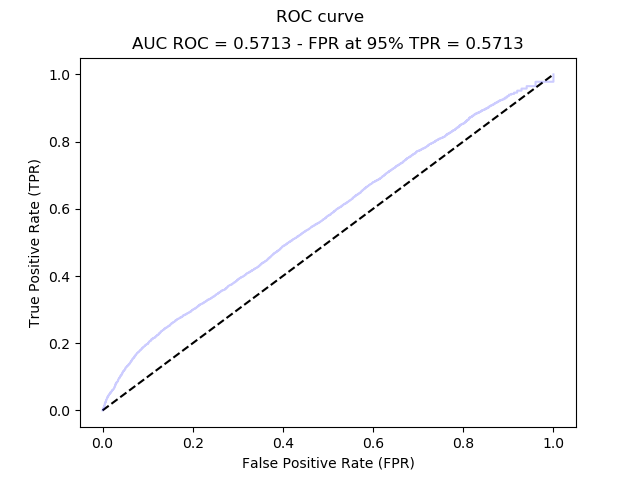 ROC curve
AUC ROC = 0.5713 - FPR at 95% TPR = 0.5713
1.0
0.8
0.6
0.4
0.2
0.0
True Positive Rate (TPR)
0.0 0.2 0.4 0.6 0.8 1.0
False Positive Rate (FPR)